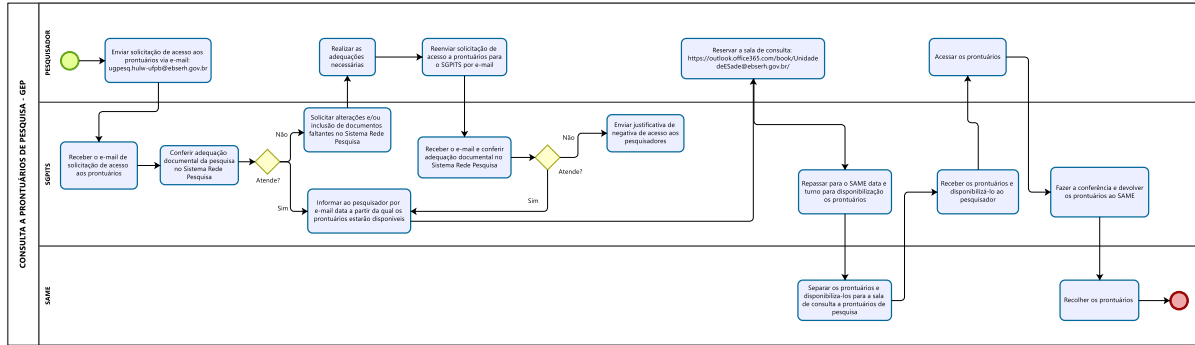 CONSULTA A PRONTUÁRIOS DE PESQUISA - GEP
PESQUISADOR
Enviar solicitação de acesso aos
prontuários via e-mail:
ugpesq.hulw-ufpb@ebserh.gov.br
Realizar as
adequações
necessárias
Reenviar solicitação de
acesso a prontuários para
o SGPITS por e-mail
Reservar a sala de consulta:
https://outlook.office365.com/book/Unidade
deESade@ebserh.gov.br/
Acessar os prontuários
SGPITS
Receber o e-mail de
solicitação de acesso
aos prontuários
Conferir adequação
documental da pesquisa
no Sistema Rede
Pesquisa
Atende?
Não
Sim
Solicitar alterações e/ou
inclusão de documentos
faltantes no Sistema Rede
Pesquisa
Informar ao pesquisador por
e-mail data a partir da qual os
prontuários estarão disponíveis
Receber o e-mail e conferir
adequação documental no
Sistema Rede Pesquisa
Atende?
Não
Sim
Enviar justificativa de
negativa de acesso aos
pesquisadores
Repassar para o SAME data e
turno para disponibilização
os prontuários
Receber os prontuários e
disponibilizá-lo ao
pesquisador
Fazer a conferência e devolver
os prontuários ao SAME
SAME
Separar os prontuários e
disponibiliza-los para a sala
de consulta a prontuários de
pesquisa
Recolher os prontuários